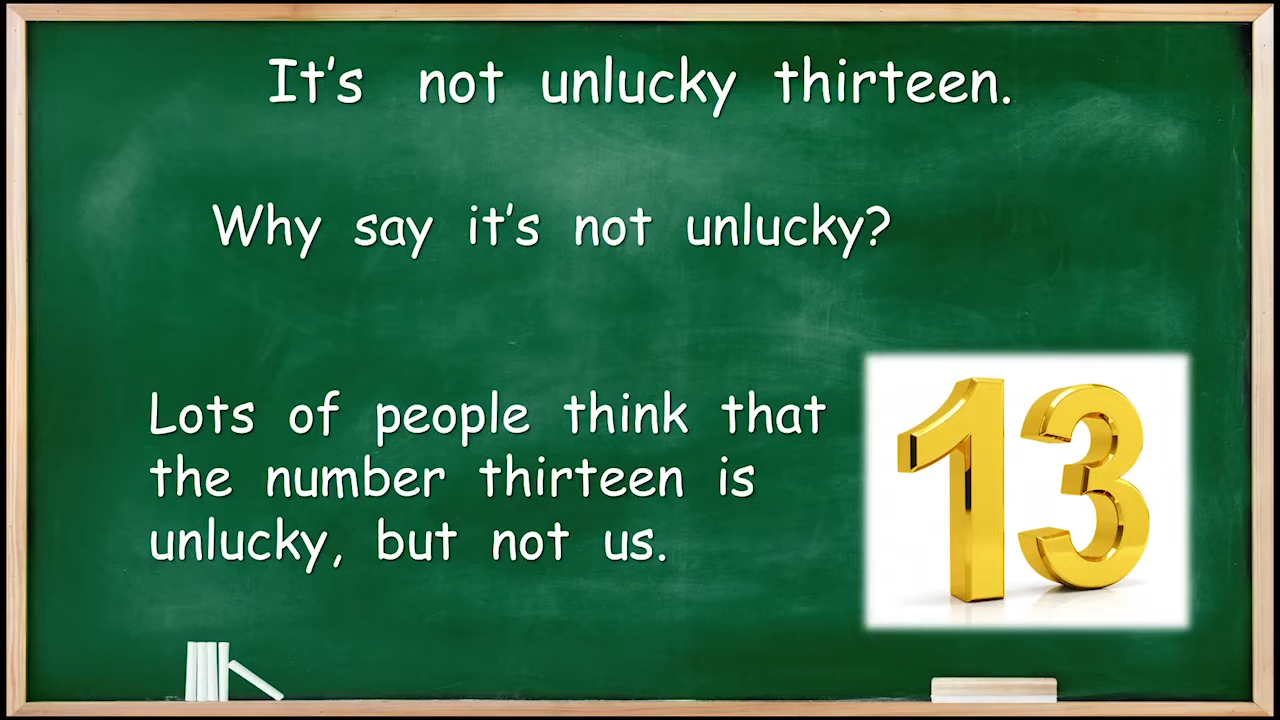 It's not unlucky thirteen.
Why say it's not unlucky?
Lots of people think that
the number thirteen is
unlucky, but not us.
13